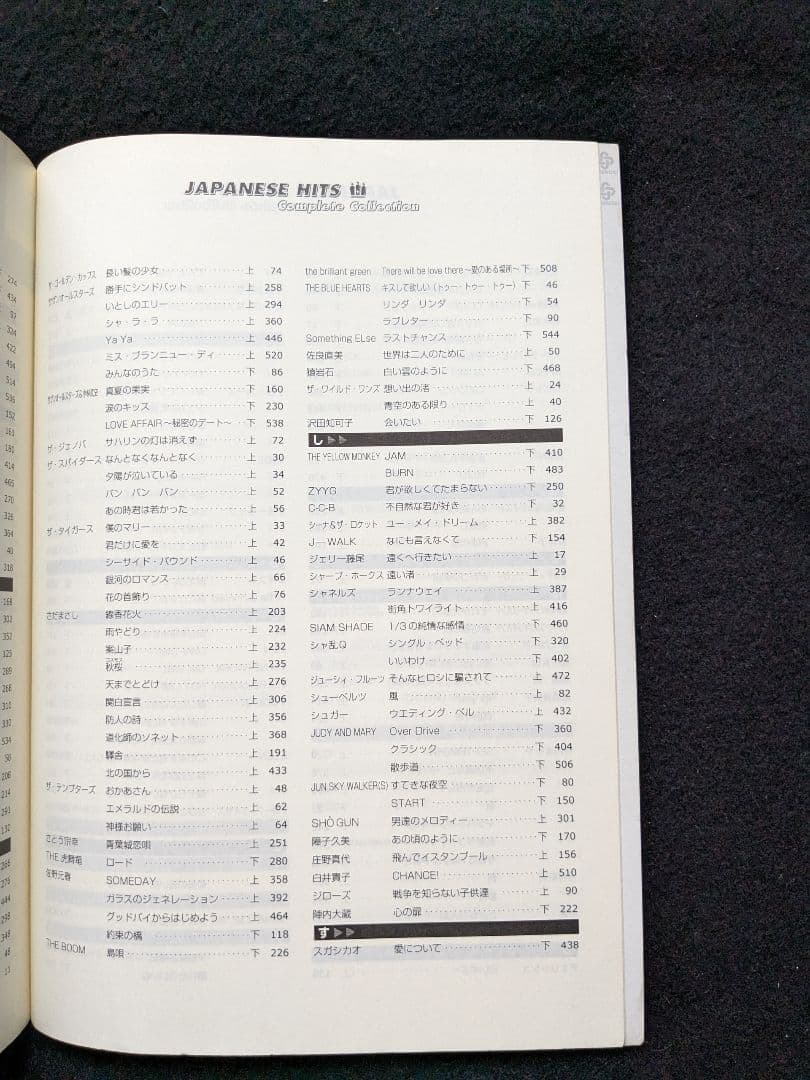 JAPANESE HITS
Complete Collection
ザ・ゴールデン・カップス 長い髪の少女 上 74
サザンオールスターズ 勝手にシンドバット 上 258
いとしのエリー 上 294
シャ・ラ・ラ 上 360
Ya Ya 上 446
ミス・ブランニュー・ディ 上 520
みんなのうた 下 86
真夏の果実 下 160
涙のキッス 下 230
LOVE AFFAIR〜秘密のデート〜 下 538
ザ・ジェノバ サハリンの灯は消えず 上 72
ザ・スパイダース なんとなくなんとなく 上 30
夕陽が泣いている 上 34
バン バン バン 上 52
あの時君は若かった 上 56
ザ・タイガース 僕のマリー 上 33
君だけに愛を 上 42
シーサイド・バウンド 上 46
銀河のロマンス 上 66
花の首飾り 上 76
さだまさし 線香花火 上 203
雨やどり 上 224
案山子 上 232
秋桜 上 235
天までとどけ 上 276
関白宣言 上 306
防人の詩 上 356
道化師のソネット 上 368
驛舎 上 191
北の国から 上 433
ザ・テンプターズ おかあさん 上 48
エメラルドの伝説 上 62
神様お願い 上 64
さとう宗幸 青葉城恋唄 上 251
THE 虎舞竜 ロード 下 280
佐野元春 SOMEDAY 上 358
ガラスのジェネレーション 上 392
グッドバイからはじめよう 上 464
約束の橋 下 118
THE BOOM 島唄 下 226
the brilliant green There will be love there〜愛のある場所〜 下 508
THE BLUE HEARTS キスして欲しい(トゥー・トゥー・トゥー) 下 46
リンダ リンダ 下 54
ラブレター 下 90
Something ELse ラストチャンス 下 544
佐良直美 世界は二人のために 上 50
猿岩石 白い雲のように 下 468
ザ・ワイルド・ワンズ 想い出の渚 上 24
青空のある限り 上 40
沢田知可子 会いたい 下 126
し
THE YELLOW MONKEY JAM 下 410
BURN 下 483
ZYYG 君が欲しくてたまらない 下 250
C-C-B 不自然な君が好き 下 32
シーナ&ザ・ロケット ユー・メイ・ドリーム 上 382
J—WALK なにも言えなくて 下 154
ジェリー藤尾 遠くへ行きたい 上 17
シャープ・ホークス 遠い渚 上 29
シャネルズ ランナウェイ 上 387
街角トワイライト 上 416
SIAM SHADE 1/3の純情な感情 下 460
シャ乱Q シングル・ベッド 下 320
いいわけ 下 402
ジューシィ・フルーツ そんなヒロシに騙されて 上 472
シューベルツ 風 上 82
シュガー ウエディング・ベル 上 432
JUDY AND MARY Over Drive 下 360
クラシック 下 404
散歩道 下 506
JUN SKY WALKER(S) すてきな夜空 下 80
START 下 150
SHŌGUN 男達のメロディー 上 301
障子久美 あの頃のように 下 170
庄野真代 飛んでイスタンブール 上 156
白井貴子 CHANCE! 上 510
ジローズ 戦争を知らない子供達 上 90
陣内大蔵 心の扉 下 222
す
スガシカオ 愛について 下 438